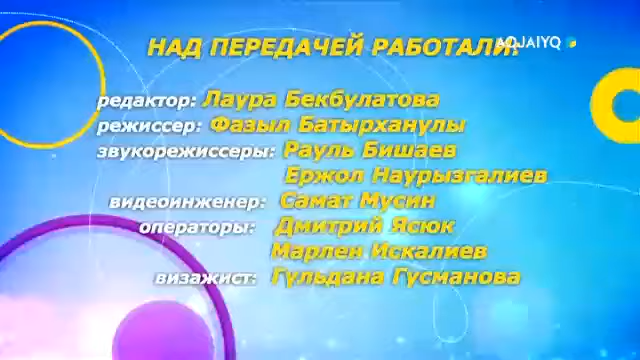 НАД ПЕРЕДАЧЕЙ РАБОТАЛИ:
AQJAIYQ
редактор: Лаура Бекбулатова
режиссер: Фазыл Батырханулы
звукорежиссеры: Рауль Бишаев
Ержол Наурызгалиев
видеоинженер: Самат Мусин
операторы: Дмитрий Ясюк
Марлен Искалиев
визажист: Гульдана Гусманова